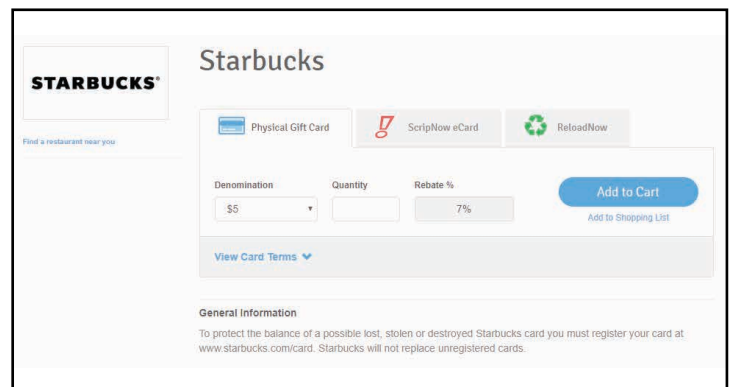 Starbucks
STARBUCKS®
Find a restaurant near you
Physical Gift Card
ScripNow eCard
ReloadNow
Denomination Quantity Rebate %
$5 7%
Add to Cart
Add to Shopping List
View Card Terms
General Information
To protect the balance of a possible lost, stolen or destroyed Starbucks card you must register your card at
www.starbucks.com/card. Starbucks will not replace unregistered cards.